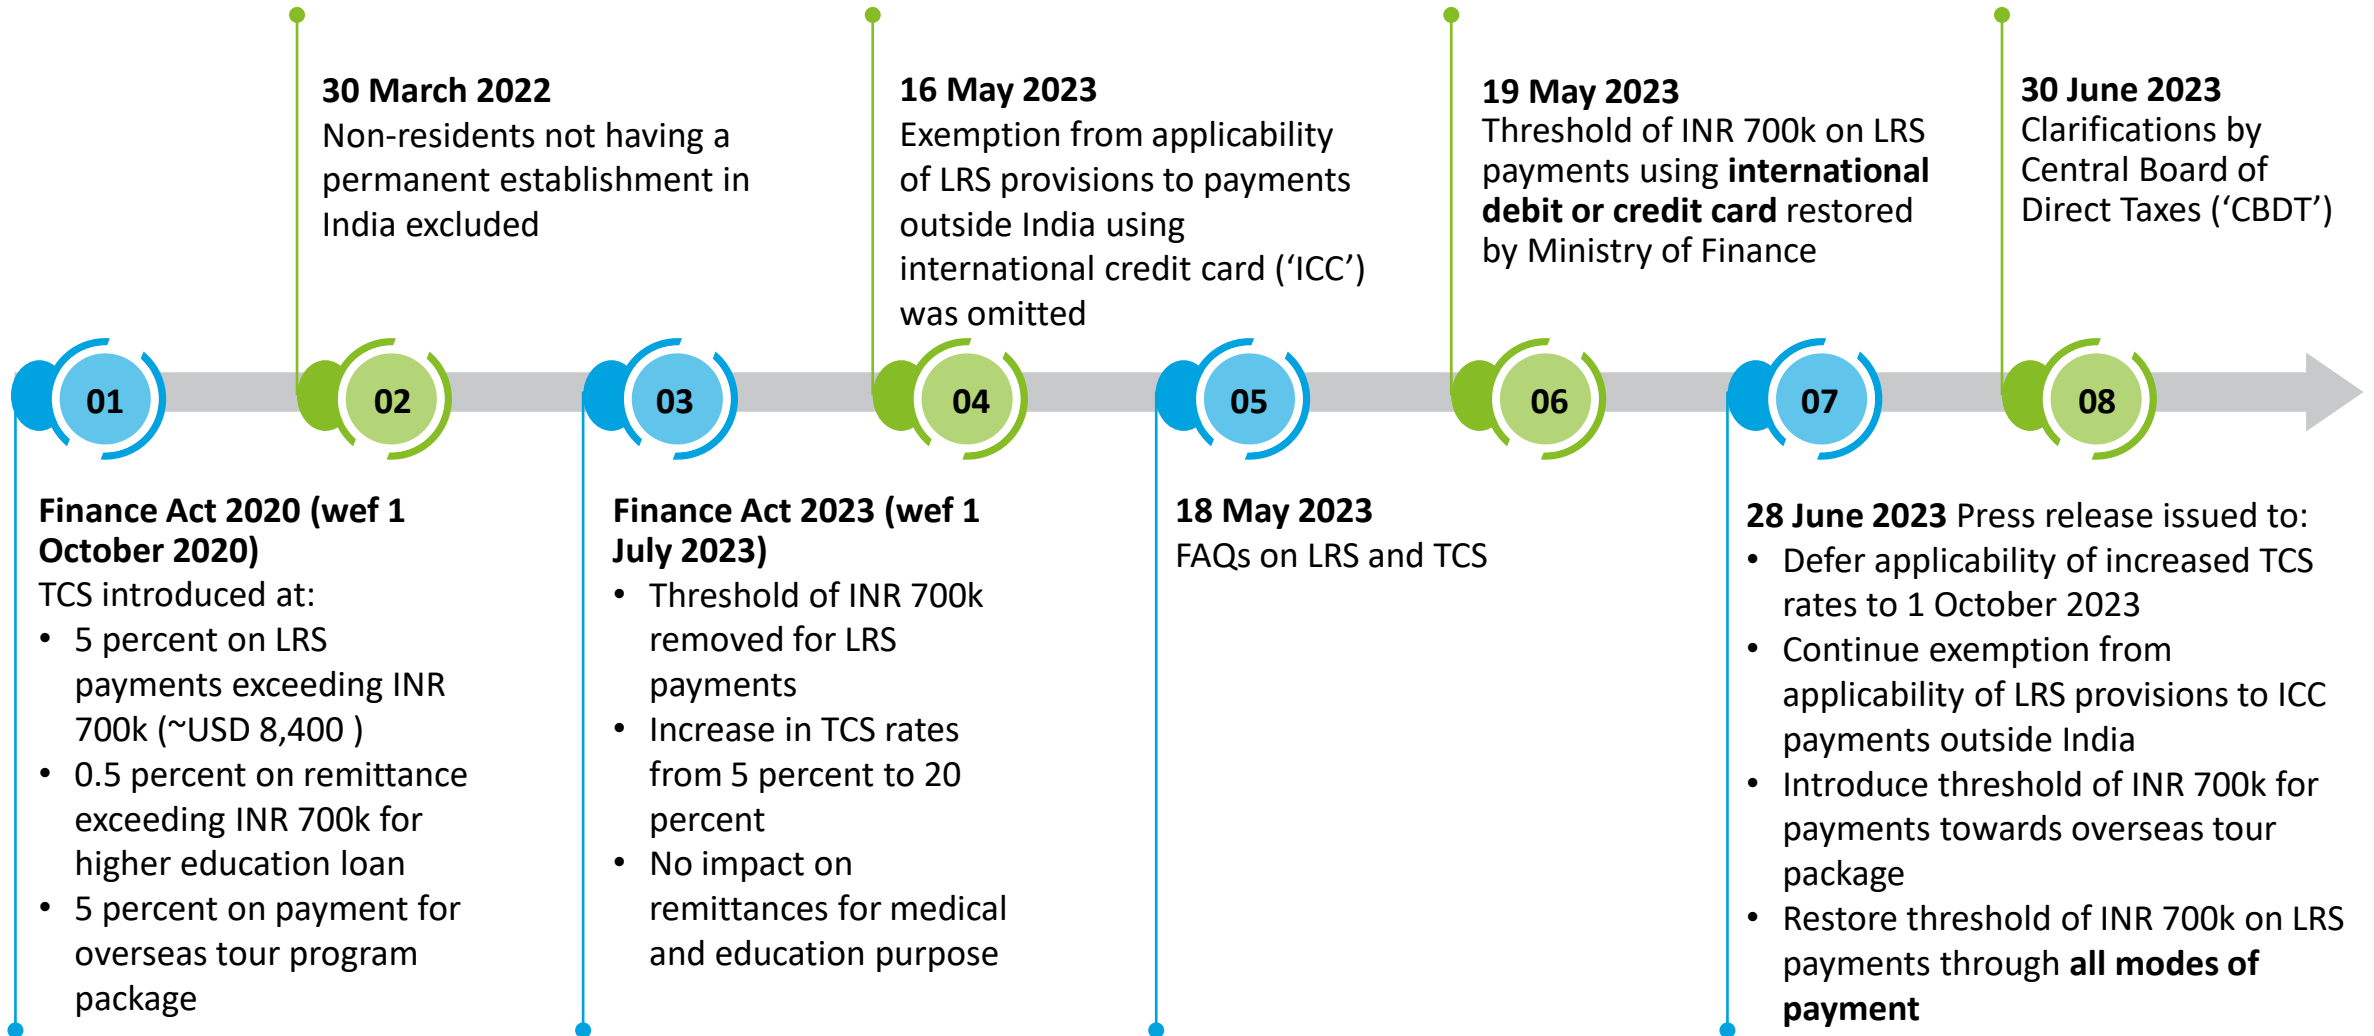 30 March 2022
Non-residents not having a
permanent establishment in
India excluded
16 May 2023
Exemption from applicability
of LRS provisions to payments
outside India using
international credit card (‘ICC’)
was omitted
19 May 2023
Threshold of INR 700k on LRS
payments using international
debit or credit card restored
by Ministry of Finance
30 June 2023
Clarifications by
Central Board of
Direct Taxes (‘CBDT’)
01
02
03
04
05
06
07
08
Finance Act 2020 (wef 1
October 2020)
TCS introduced at:
• 5 percent on LRS
payments exceeding INR
700k (~USD 8,400 )
• 0.5 percent on remittance
exceeding INR 700k for
higher education loan
• 5 percent on payment for
overseas tour program
package
Finance Act 2023 (wef 1
July 2023)
• Threshold of INR 700k
removed for LRS
payments
• Increase in TCS rates
from 5 percent to 20
percent
• No impact on
remittances for medical
and education purpose
18 May 2023
FAQs on LRS and TCS
28 June 2023 Press release issued to:
• Defer applicability of increased TCS
rates to 1 October 2023
• Continue exemption from
applicability of LRS provisions to ICC
payments outside India
• Introduce threshold of INR 700k for
payments towards overseas tour
package
• Restore threshold of INR 700k on LRS
payments through all modes of
payment